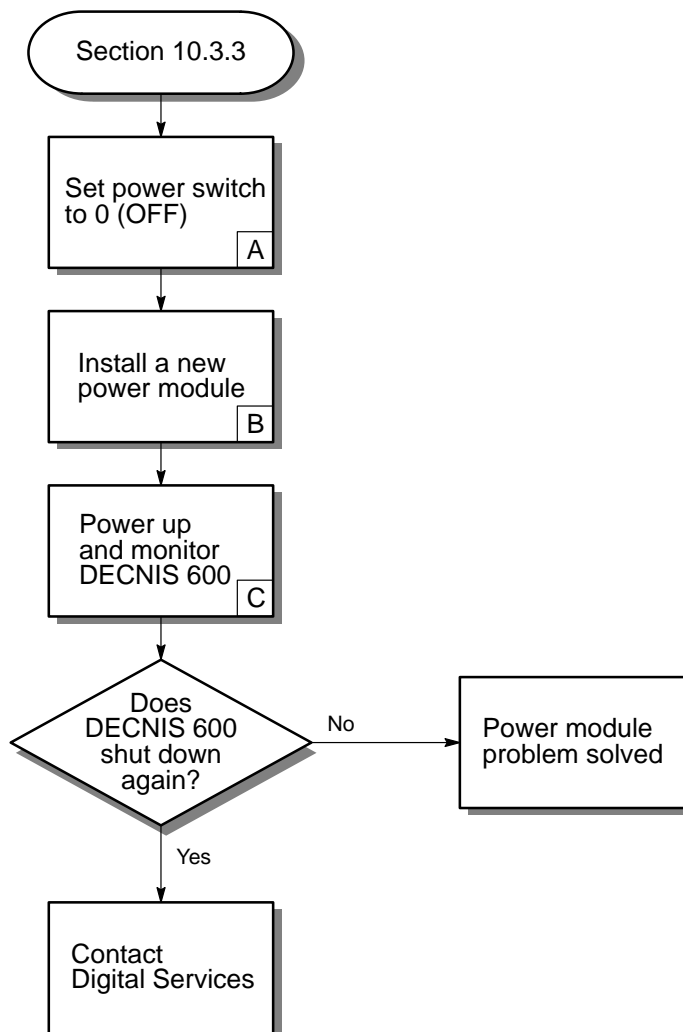 Section 10.3.3
Set power switch
to 0 (OFF)
A
Install a new
power module
B
Power up
and monitor
DECNIS 600
C
Does
DECNIS 600
shut down
again?
No
Power module
problem solved
Yes
Contact
Digital Services